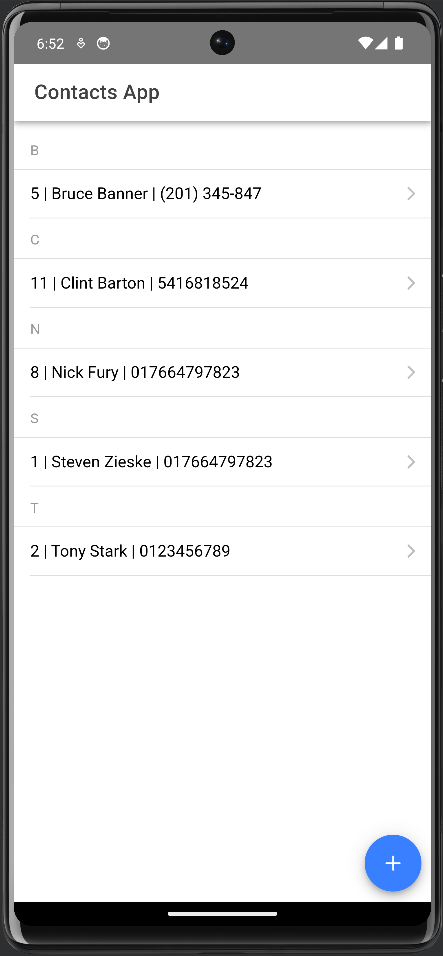 6:52
Contacts App
B
5 | Bruce Banner | (201) 345-847
C
11 | Clint Barton | 5416818524
N
8 | Nick Fury | 017664797823
S
1 | Steven Zieske | 017664797823
T
2 | Tony Stark | 0123456789